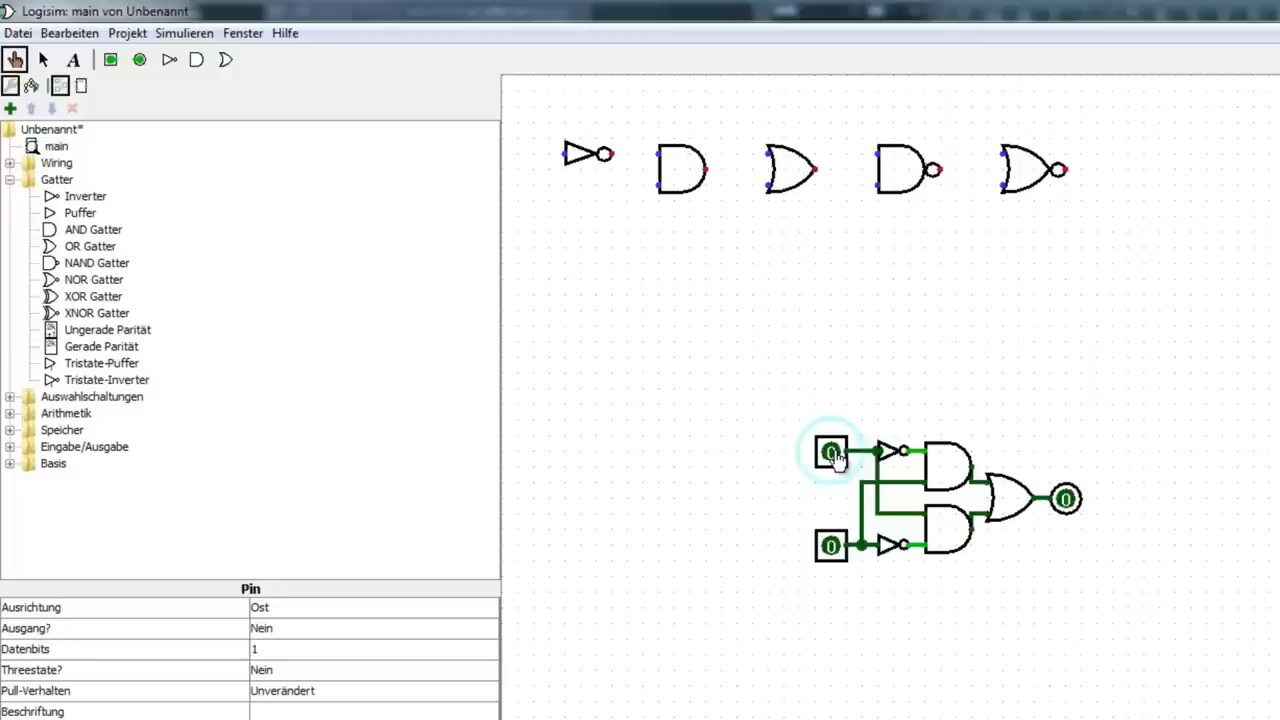 Logisim: main von Unbenannt
Datei Bearbeiten Projekt Simulieren Fenster Hilfe
A
Unbenannt*
main
Wiring
Gatter
Inverter
Puffer
AND Gatter
OR Gatter
NAND Gatter
NOR Gatter
XOR Gatter
XNOR Gatter
Ungerade Parität
Gerade Parität
Tristate-Puffer
Tristate-Inverter
Auswahlschaltungen
Arithmetik
Speicher
Eingabe/Ausgabe
Basis
0
0
0
Pin
Ausrichtung Ost
Ausgang? Nein
Datenbits 1
Threestate? Nein
Pull-Verhalten Unverändert
Beschriftung